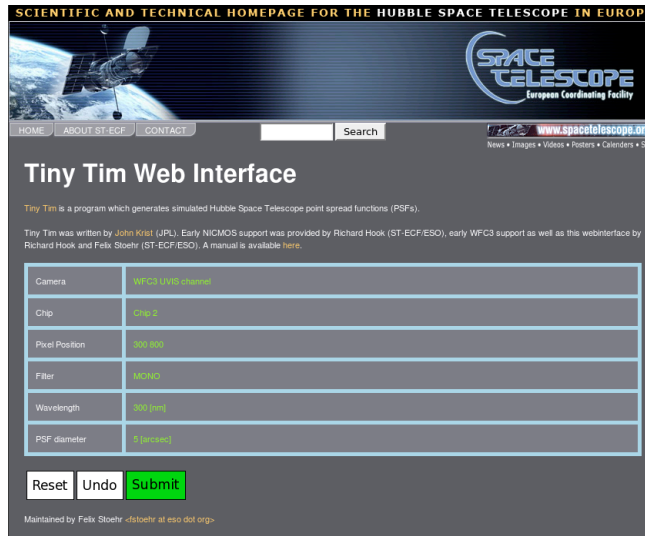 SCIENTIFIC AND TECHNICAL HOMEPAGE FOR THE HUBBLE SPACE TELESCOPE IN EUROP
SPACE
TELESCOPE
European Coordinating Facility
HOME ABOUT ST-ECF CONTACT Search www.spacetelescope.or
News • Images • Videos • Posters • Calenders • S
Tiny Tim Web Interface
Tiny Tim is a program which generates simulated Hubble Space Telescope point spread functions (PSFs).
Tiny Tim was written by John Krist (JPL). Early NICMOS support was provided by Richard Hook (ST-ECF/ESO), early WFC3 support as well as this webinterface by
Richard Hook and Felix Stoehr (ST-ECF/ESO). A manual is available here.
Camera WFC3 UVIS channel
Chip Chip 2
Pixel Position 300 800
Filter MONO
Wavelength 300 [nm]
PSF diameter 5 [arcsec]
Reset Undo Submit
Maintained by Felix Stoehr <fstoehr at eso dot org>